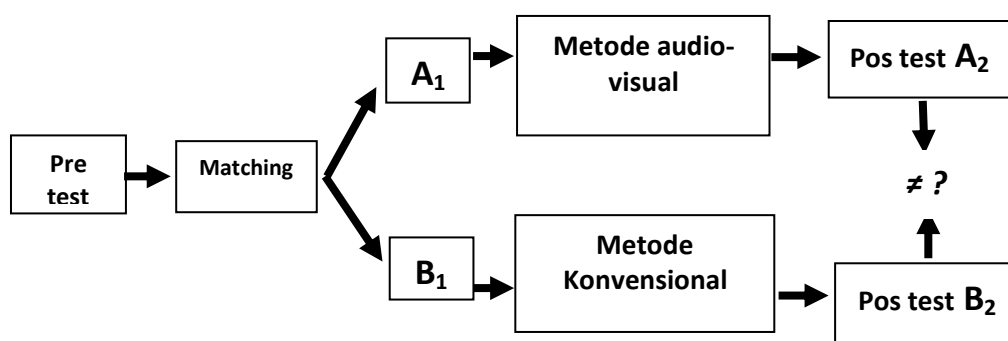 Pre
test
Matching
A₁
Metode audio-
visual
Pos test A₂
≠ ?
B₁
Metode
Konvensional
Pos test B₂